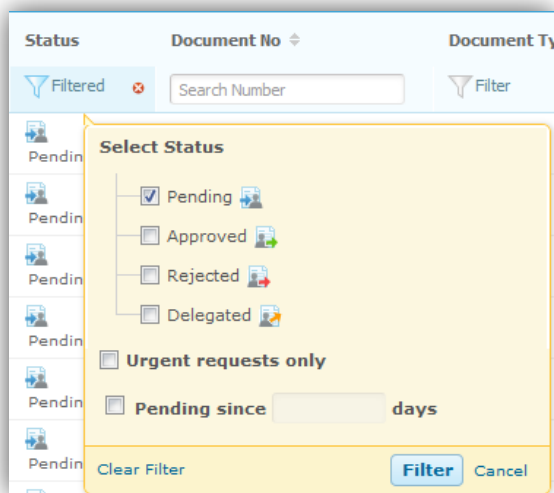 Status Document No Document Ty
Filtered Search Number Filter
Pendin
Select Status
Pending
Pendin
Approved
Pendin
Rejected
Pendin
Delegated
Urgent requests only
Pendin
Pending since days
Pendin
Clear Filter Filter Cancel